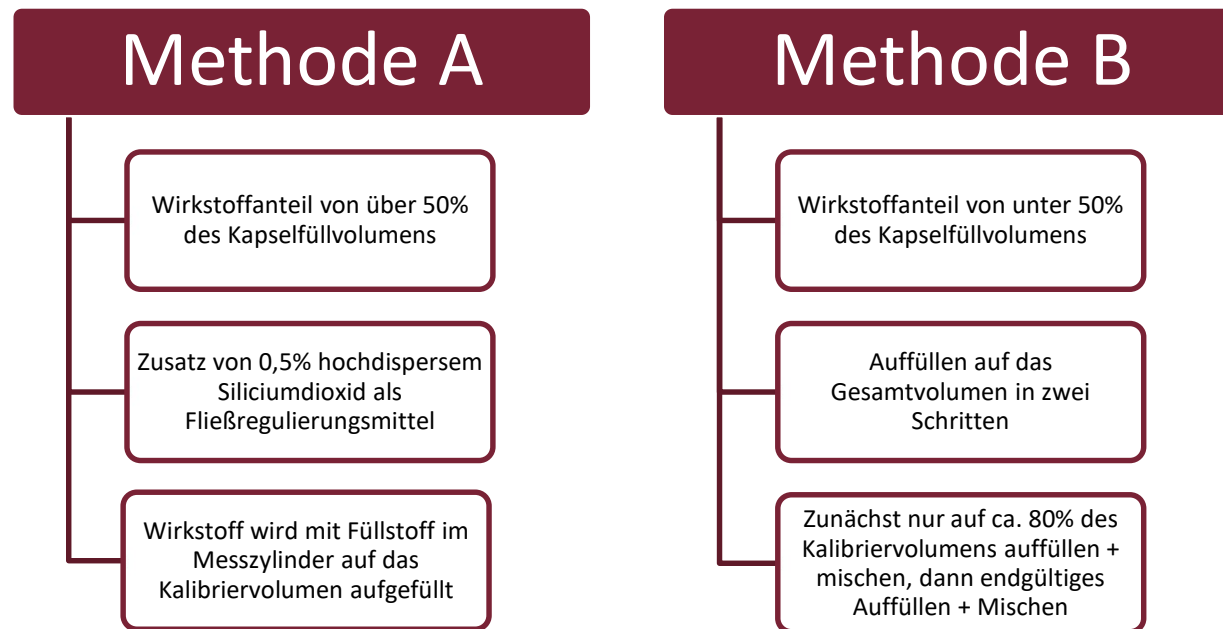 Methode A
Wirkstoffanteil von über 50%
des Kapselfüllvolumens
Zusatz von 0,5% hochdispersem
Siliciumdioxid als
Fließregulierungsmittel
Wirkstoff wird mit Füllstoff im
Messzylinder auf das
Kalibriervolumen aufgefüllt
Methode B
Wirkstoffanteil von unter 50%
des Kapselfüllvolumens
Auffüllen auf das
Gesamtvolumen in zwei
Schritten
Zunächst nur auf ca. 80% des
Kalibriervolumens auffüllen +
mischen, dann endgültiges
Auffüllen + Mischen